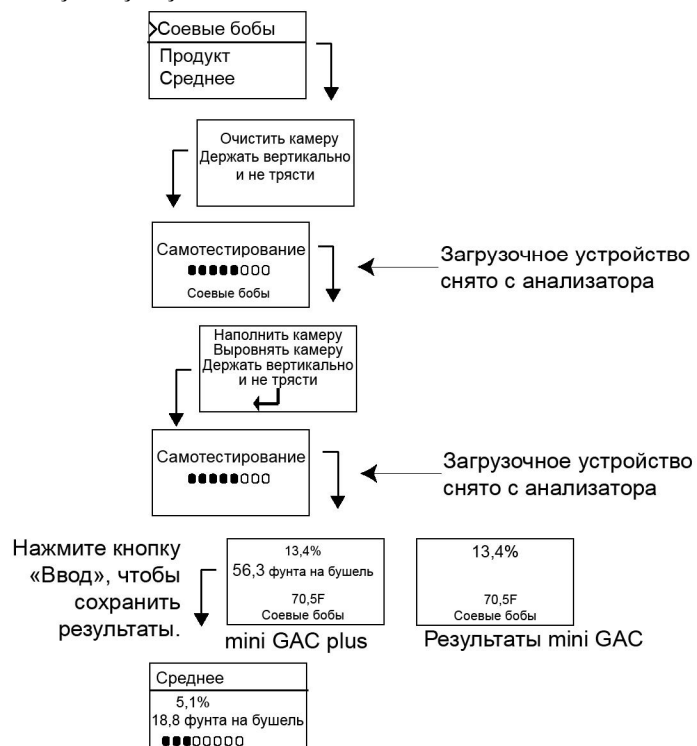 >Соевые бобы
Продукт
Среднее
Очистить камеру
Держать вертикально
и не трясти
Самотестирование
Соевые бобы
Загрузочное устройство
снято с анализатора
Наполнить камеру
Выровнять камеру
Держать вертикально
и не трясти
Самотестирование
Загрузочное устройство
снято с анализатора
Нажмите кнопку
«Ввод», чтобы
сохранить
результаты.
13,4%
56,3 фунта на бушель
70,5F
Соевые бобы
mini GAC plus
13,4%
70,5F
Соевые бобы
Результаты mini GAC
Среднее
5,1%
18,8 фунта на бушель